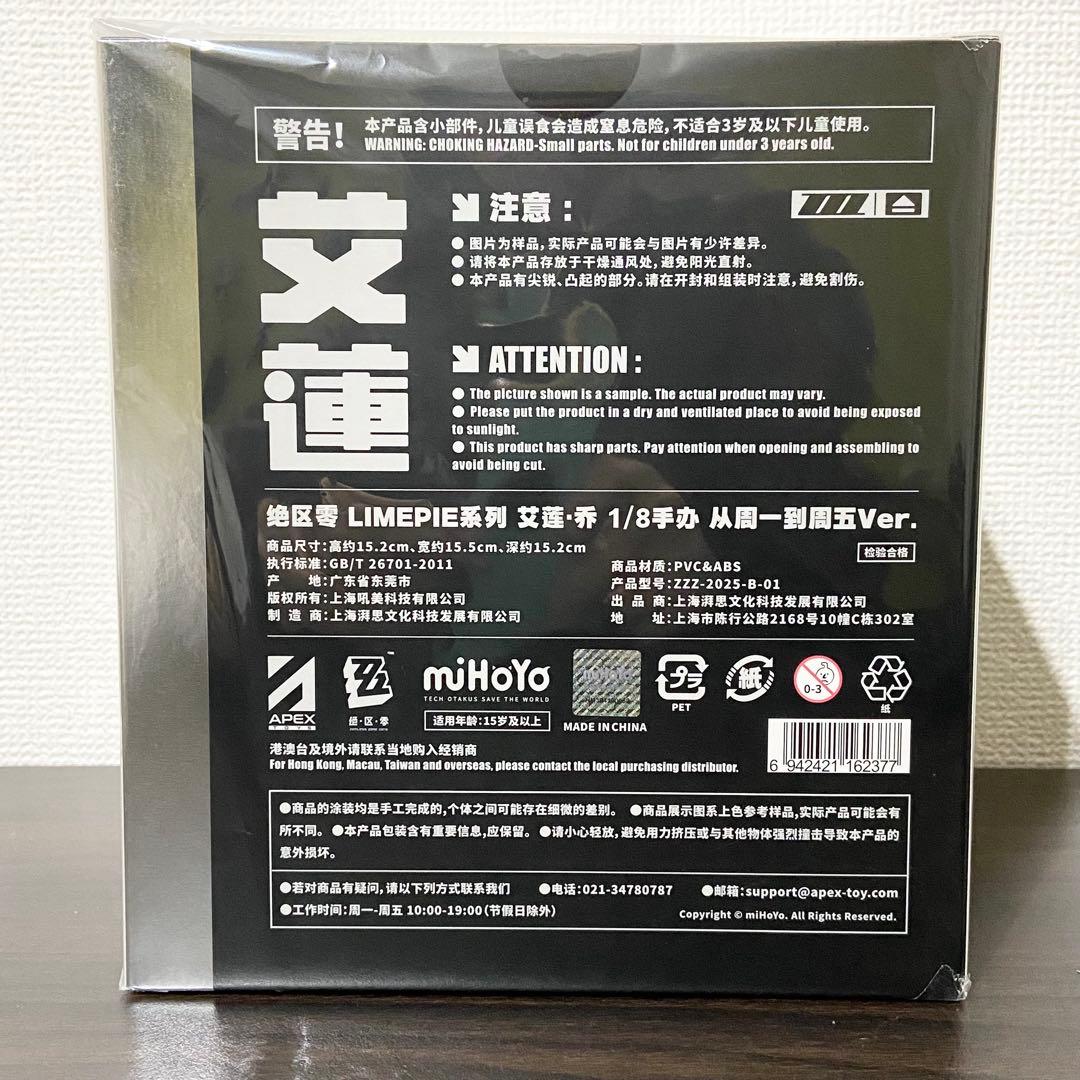 警告!
本产品含小部件,儿童误食会造成窒息危险,不适合3岁及以下儿童使用。
WARNING: CHOKING HAZARD-Small parts. Not for children under 3 years old.
艾
蓮
注意:
ZZZ
● 图片为样品,实际产品可能会与图片有少许差异。
● 请将本产品存放于干燥通风处,避免阳光直射。
● 本产品有尖锐、凸起的部分。请在开封和组装时注意,避免割伤。
ATTENTION:
● The picture shown is a sample. The actual product may vary.
● Please put the product in a dry and ventilated place to avoid being exposed
to sunlight.
● This product has sharp parts. Pay attention when opening and assembling to
avoid being cut.
绝区零 LIMEPIE系列 艾莲·乔 1/8手办 从周一到周五Ver.
商品尺寸:高约15.2cm、宽约15.5cm、深约15.2cm
检验合格
执行标准:GB/T 26701-2011
商品材质:PVC&ABS
产 地:广东省东莞市
产品型号:ZZZ-2025-B-01
版权所有:上海吼美科技有限公司
出 品 商:上海湃思文化科技发展有限公司
制 造 商:上海湃思文化科技发展有限公司
地 址:上海市陈行公路2168号10幢C栋302室
APEX
TOYS
绝·区·零
miHoYo
TECH OTAKUS SAVE THE WORLD
适用年龄:15岁及以上
miHoYo
MADE IN CHINA
プラ
PET
紙
0-3
纸
港澳台及境外请联系当地购入经销商
For Hong Kong, Macau, Taiwan and overseas, please contact the local purchasing distributor.
6 942421 162377
●商品的涂装均是手工完成的,个体之间可能存在细微的差别。 ●商品展示图系上色参考样品,实际产品可能会有
所不同。 ●本产品包装含有重要信息,应保留。 ●请小心轻放,避免用力挤压或与其他物体强烈撞击导致本产品的
意外损坏。
●若对商品有疑问,请以下列方式联系我们 ●电话:021-34780787 ●邮箱:support@apex-toy.com
●工作时间:周一-周五 10:00-19:00(节假日除外)
Copyright © miHoYo. All Rights Reserved.